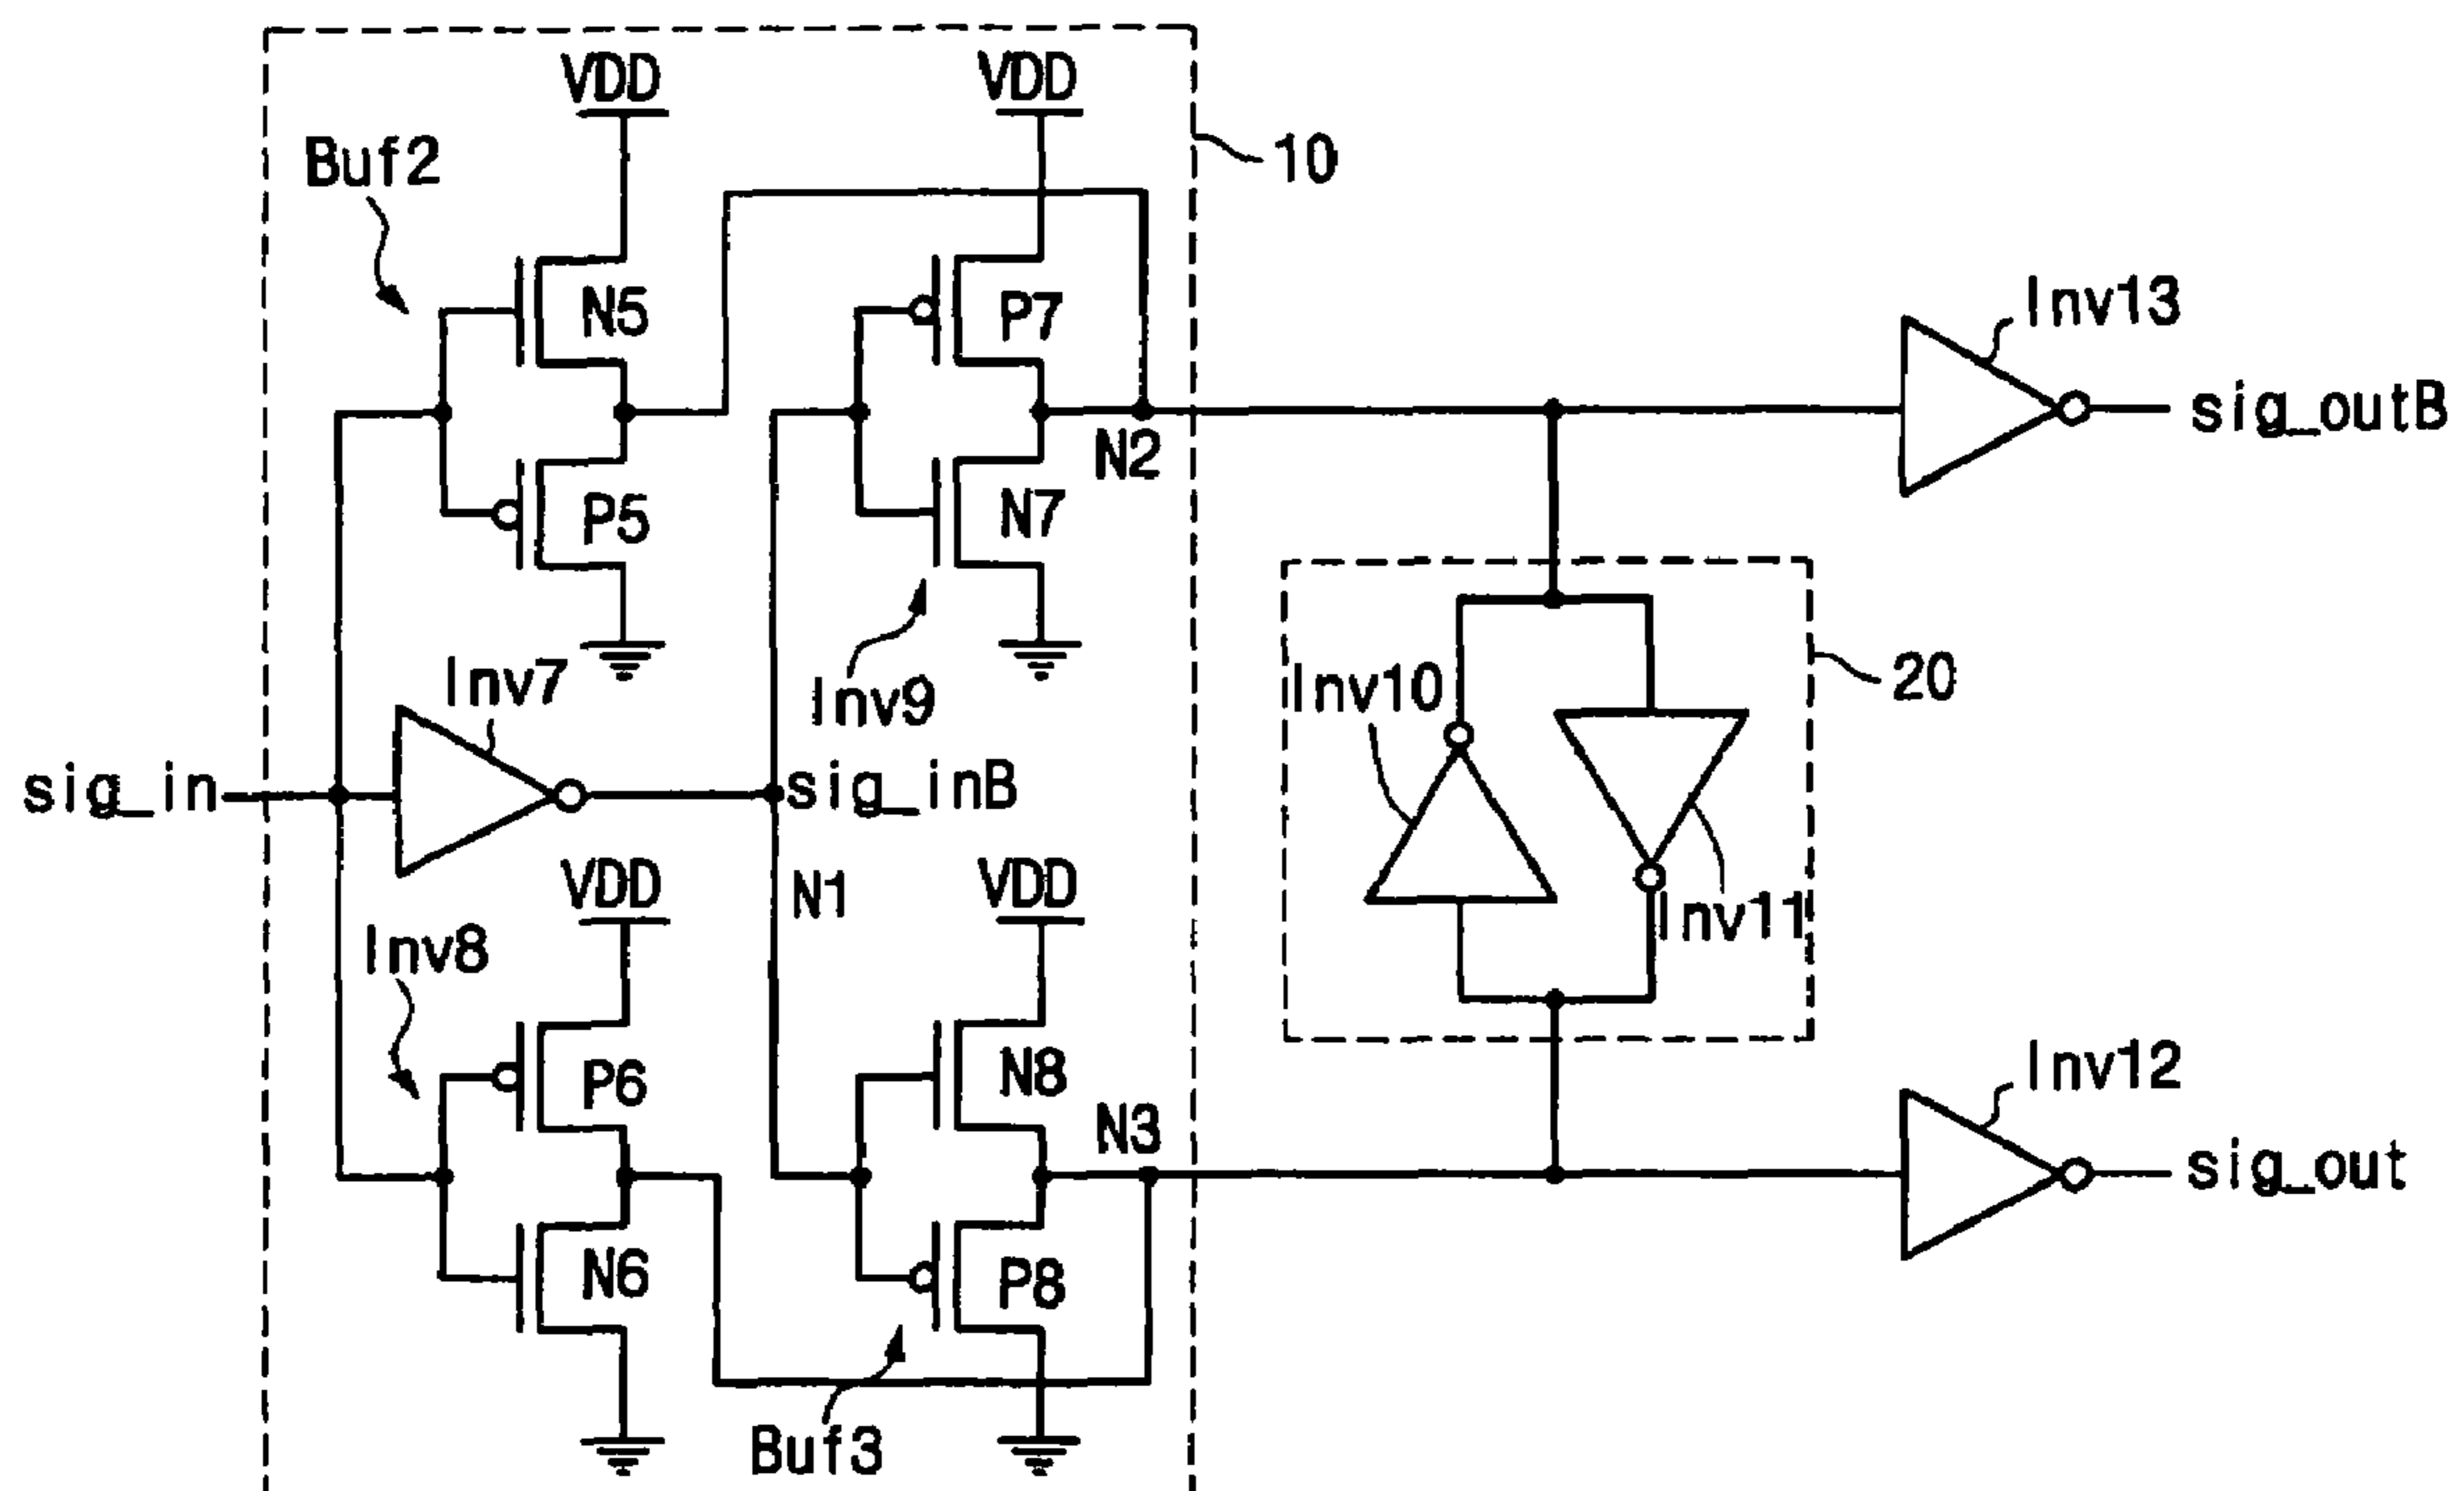 VDD
VDD
Buf2
10
N5
P7
Inv13
sig_outB
N2
P5
N7
Inv7
Inv9
Inv10
20
sig_in
sig_inB
VDD
N1
VDD
Inv11
Inv8
P6
N8
N3
Inv12
sig_out
N6
P8
Buf3